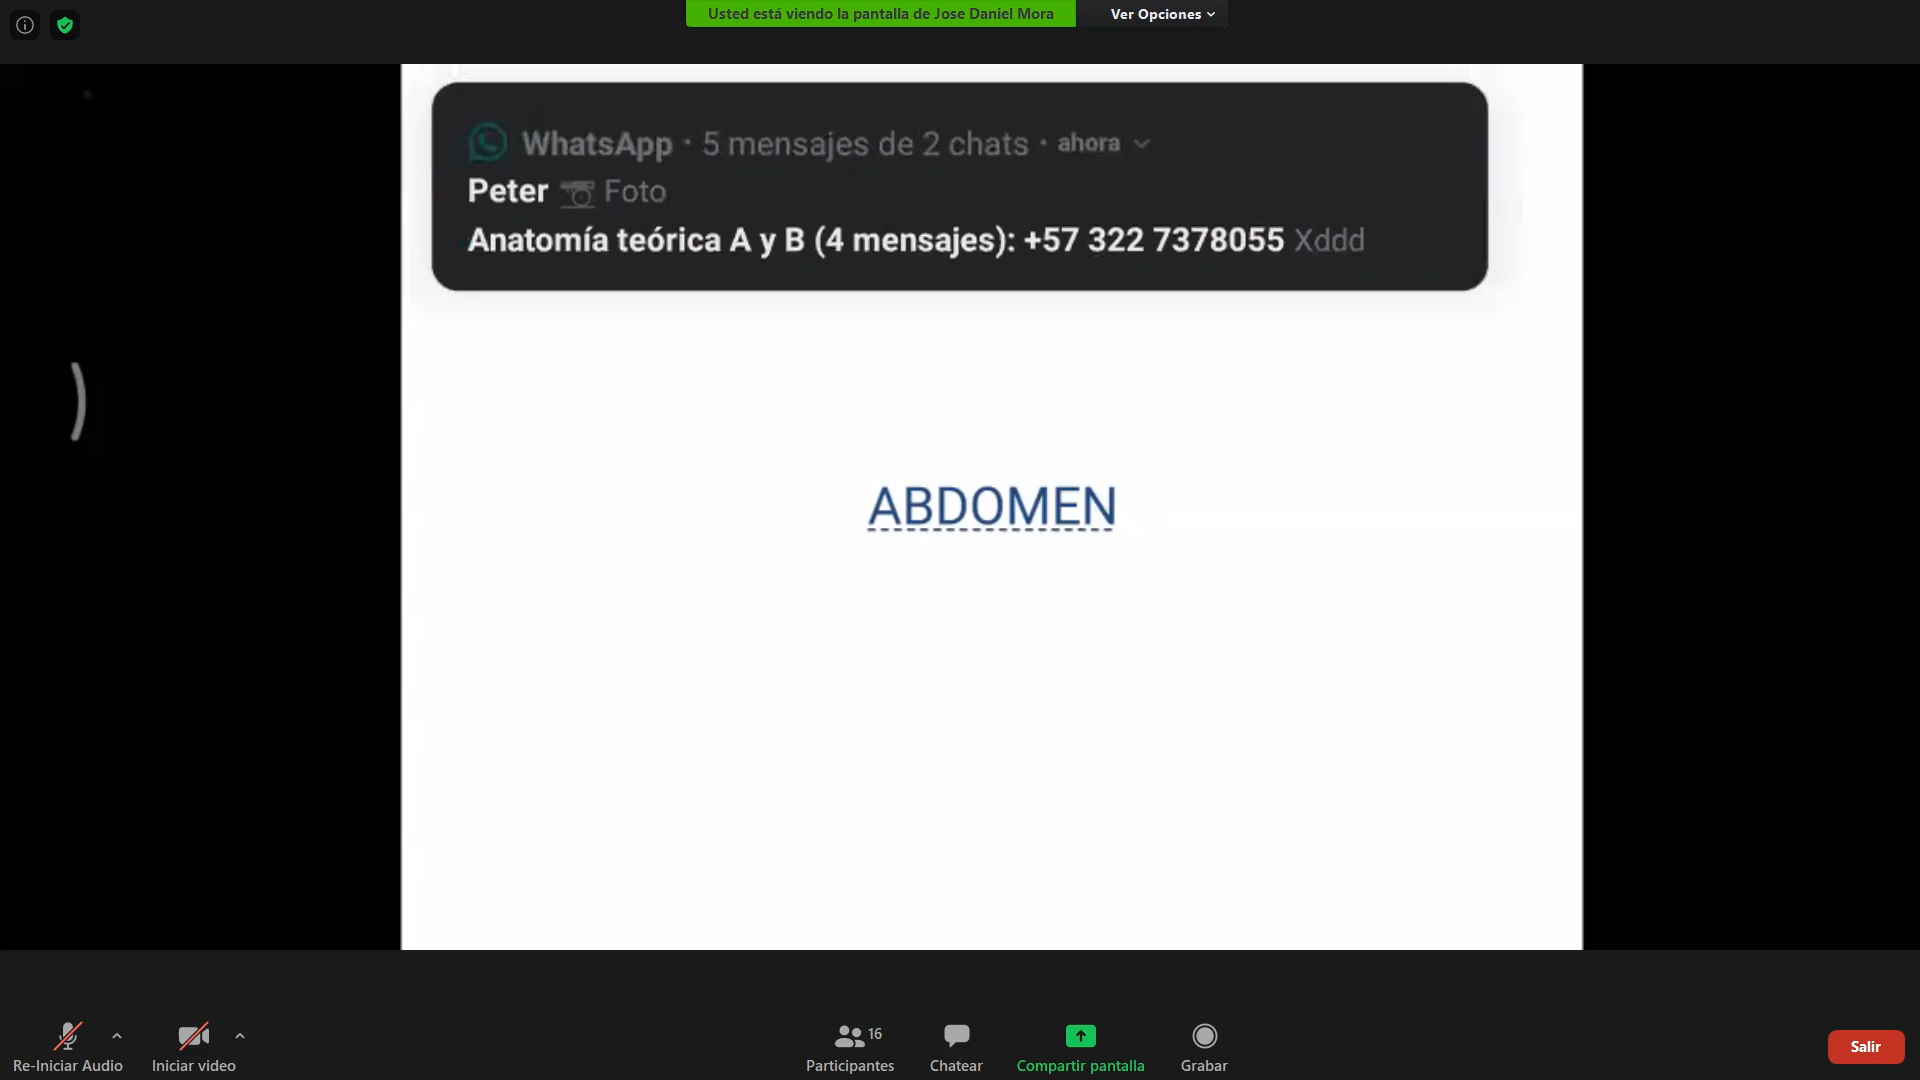 Usted está viendo la pantalla de Jose Daniel Mora
Ver Opciones
WhatsApp · 5 mensajes de 2 chats · ahora
Peter Foto
Anatomía teórica A y B (4 mensajes): +57 322 7378055 Xddd
ABDOMEN
Re-Iniciar Audio
Iniciar video
16
Participantes
Chatear
Compartir pantalla
Grabar
Salir